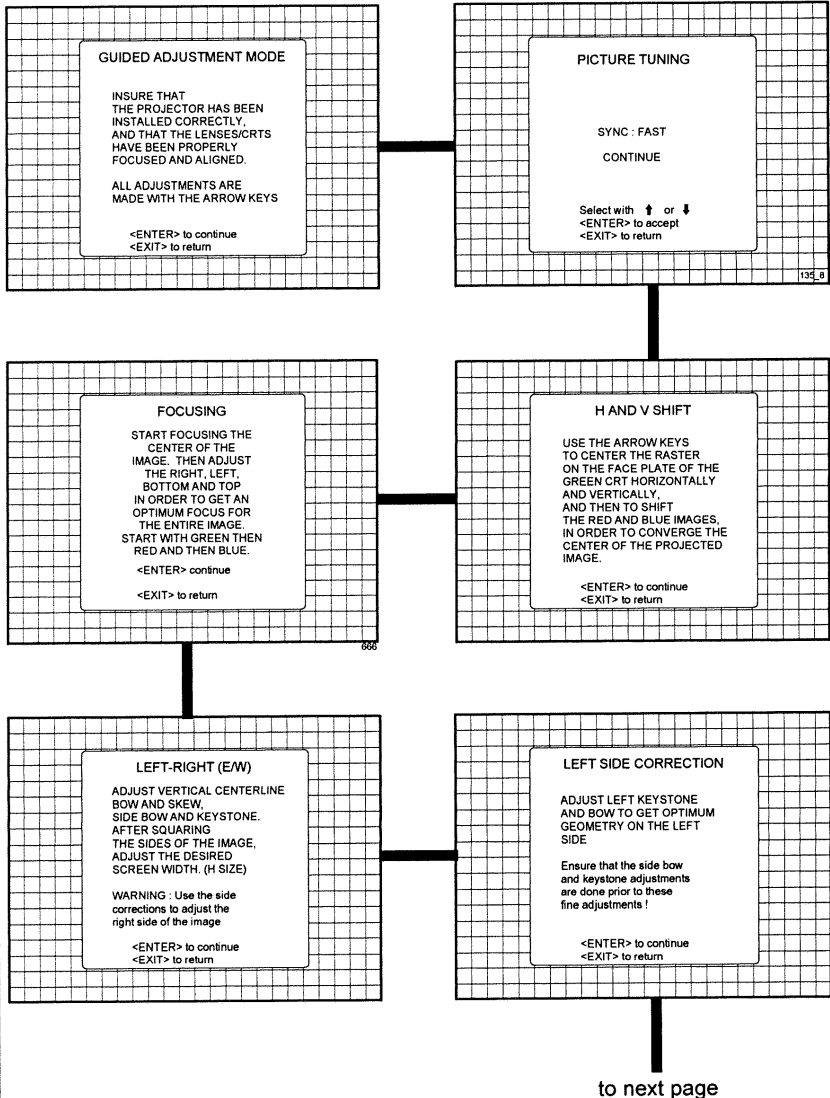 GUIDED ADJUSTMENT MODE
INSURE THAT
THE PROJECTOR HAS BEEN
INSTALLED CORRECTLY,
AND THAT THE LENSES/CRTS
HAVE BEEN PROPERLY
FOCUSED AND ALIGNED.
ALL ADJUSTMENTS ARE
MADE WITH THE ARROW KEYS
<ENTER> to continue
<EXIT> to return
PICTURE TUNING
SYNC : FAST
CONTINUE
Select with ⬆ or ⬇
<ENTER> to accept
<EXIT> to return
135_8
H AND V SHIFT
USE THE ARROW KEYS
TO CENTER THE RASTER
ON THE FACE PLATE OF THE
GREEN CRT HORIZONTALLY
AND VERTICALLY,
AND THEN TO SHIFT
THE RED AND BLUE IMAGES,
IN ORDER TO CONVERGE THE
CENTER OF THE PROJECTED
IMAGE.
<ENTER> to continue
<EXIT> to return
FOCUSING
START FOCUSING THE
CENTER OF THE
IMAGE. THEN ADJUST
THE RIGHT, LEFT,
BOTTOM AND TOP
IN ORDER TO GET AN
OPTIMUM FOCUS FOR
THE ENTIRE IMAGE.
START WITH GREEN THEN
RED AND THEN BLUE.
<ENTER> continue
<EXIT> to return
666
LEFT-RIGHT (E/W)
ADJUST VERTICAL CENTERLINE
BOW AND SKEW,
SIDE BOW AND KEYSTONE.
AFTER SQUARING
THE SIDES OF THE IMAGE,
ADJUST THE DESIRED
SCREEN WIDTH. (H SIZE)
WARNING : Use the side
corrections to adjust the
right side of the image
<ENTER> to continue
<EXIT> to return
LEFT SIDE CORRECTION
ADJUST LEFT KEYSTONE
AND BOW TO GET OPTIMUM
GEOMETRY ON THE LEFT
SIDE
Ensure that the side bow
and keystone adjustments
are done prior to these
fine adjustments !
<ENTER> to continue
<EXIT> to return
to next page